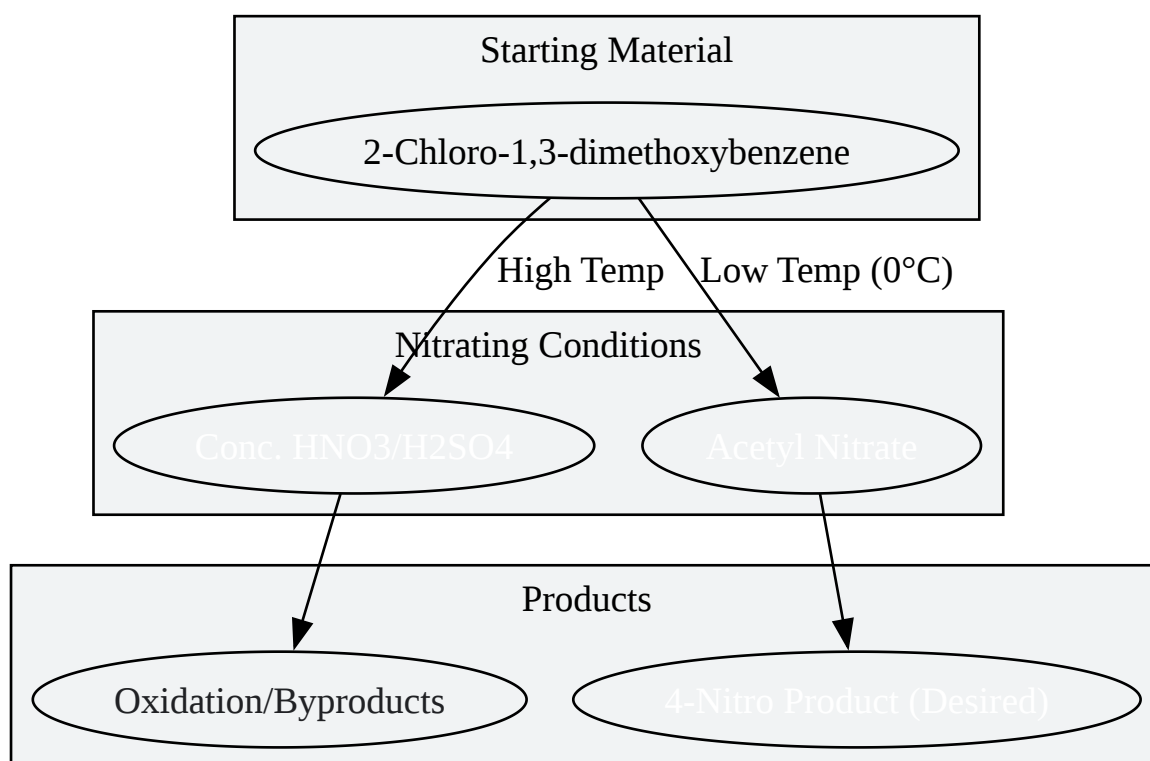 Starting Material
2-Chloro-1,3-dimethoxybenzene
High Temp
Low Temp (0°C)
Nitrating Conditions
Conc. HNO3/H2SO4
Acetyl Nitrate
Products
Oxidation/Byproducts
4-Nitro Product (Desired)